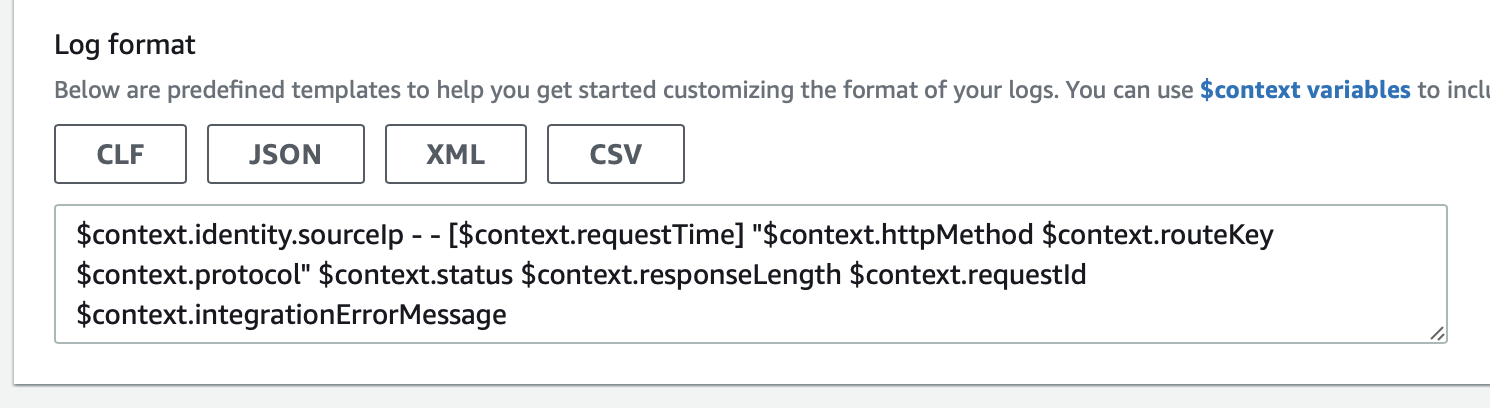 Log format
Below are predefined templates to help you get started customizing the format of your logs. You can use $context variables to
CLF JSON XML CSV
$context.identity.sourceIp - - [$context.requestTime] "$context.httpMethod $context.routeKey
$context.protocol" $context.status $context.responseLength $context.requestId
$context.integrationErrorMessage